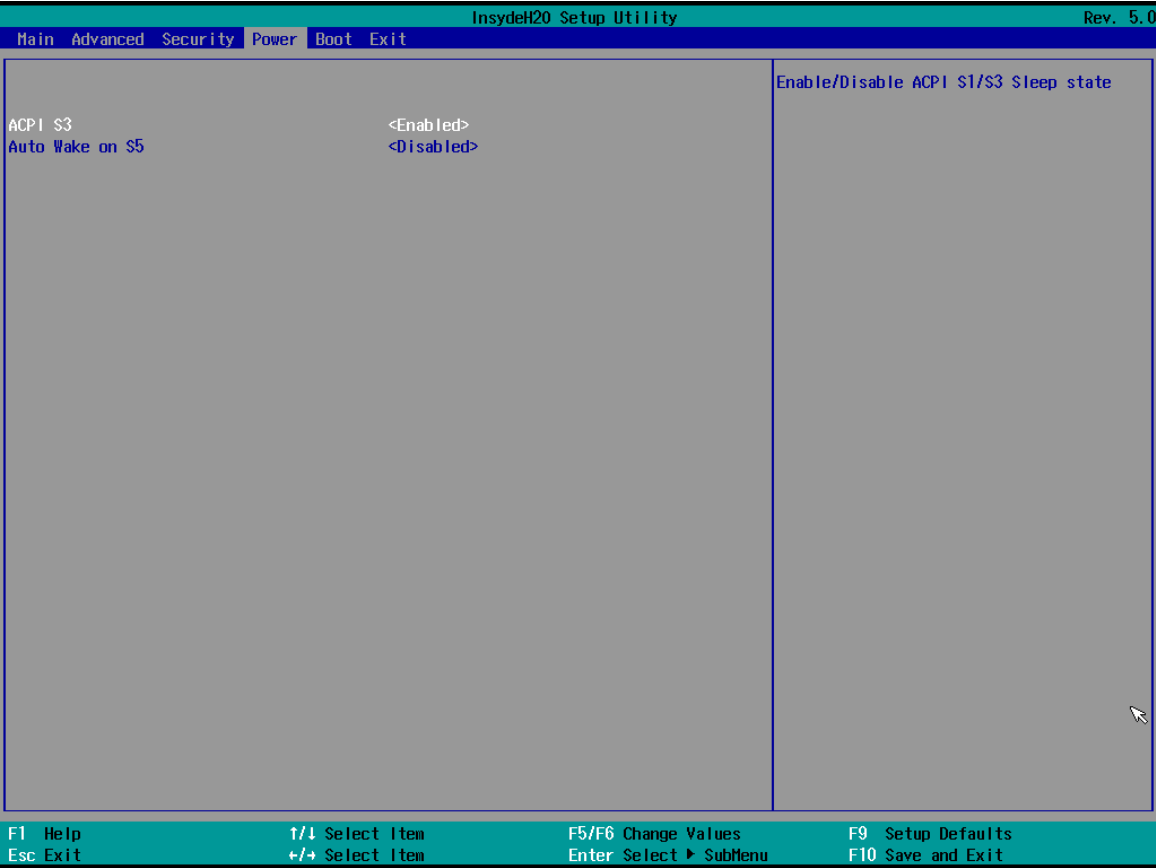 InsydeH20 Setup Utility Rev. 5.0
Main Advanced Security Power Boot Exit
Enable/Disable ACPI S1/S3 Sleep state
ACPI S3 <Enabled>
Auto Wake on S5 <Disabled>
F1 Help ↑/↓ Select Item F5/F6 Change Values F9 Setup Defaults
Esc Exit ←/→ Select Item Enter Select ▶ SubMenu F10 Save and Exit